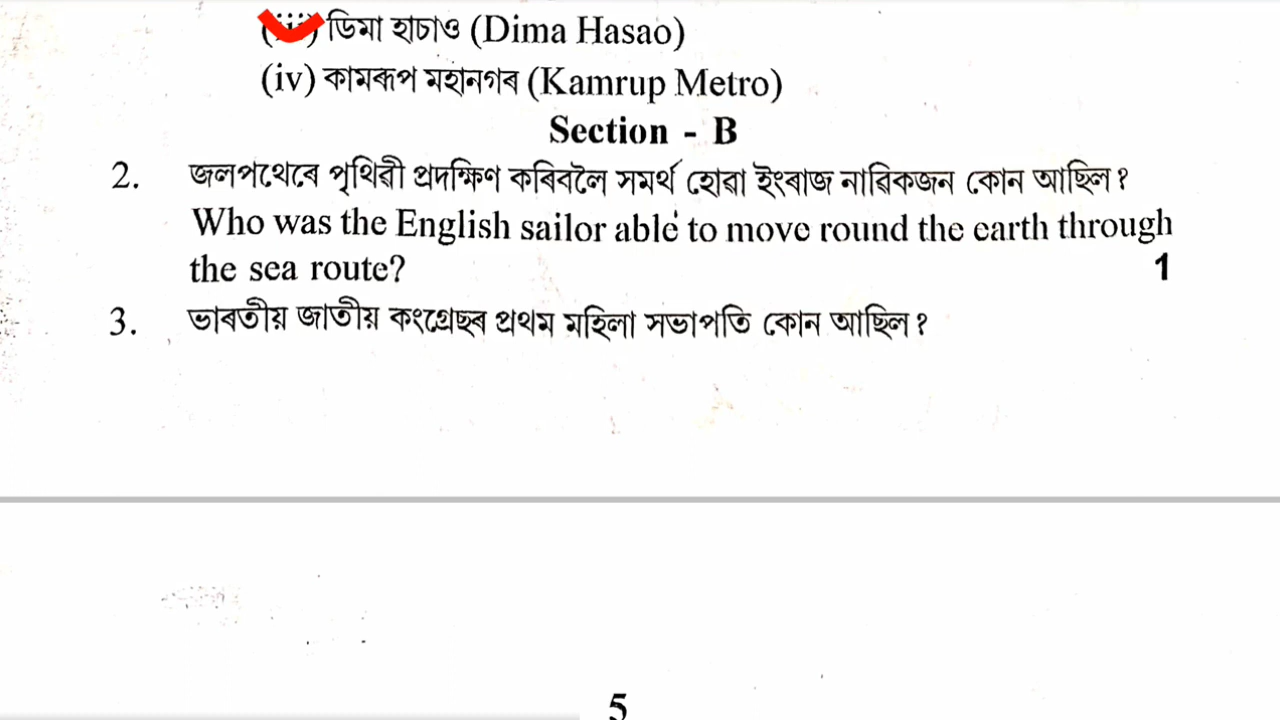 ডিমা হাচাও (Dima Hasao)
(iv) কামৰূপ মহানগৰ (Kamrup Metro)
Section - B
2. জলপথেৰে পৃথিৱী প্ৰদক্ষিণ কৰিবলৈ সমৰ্থ হোৱা ইংৰাজ নাৱিকজন কোন আছিল ?
Who was the English sailor able to move round the earth through
the sea route? 1
3. ভাৰতীয় জাতীয় কংগ্ৰেছৰ প্ৰথম মহিলা সভাপতি কোন আছিল ?
5